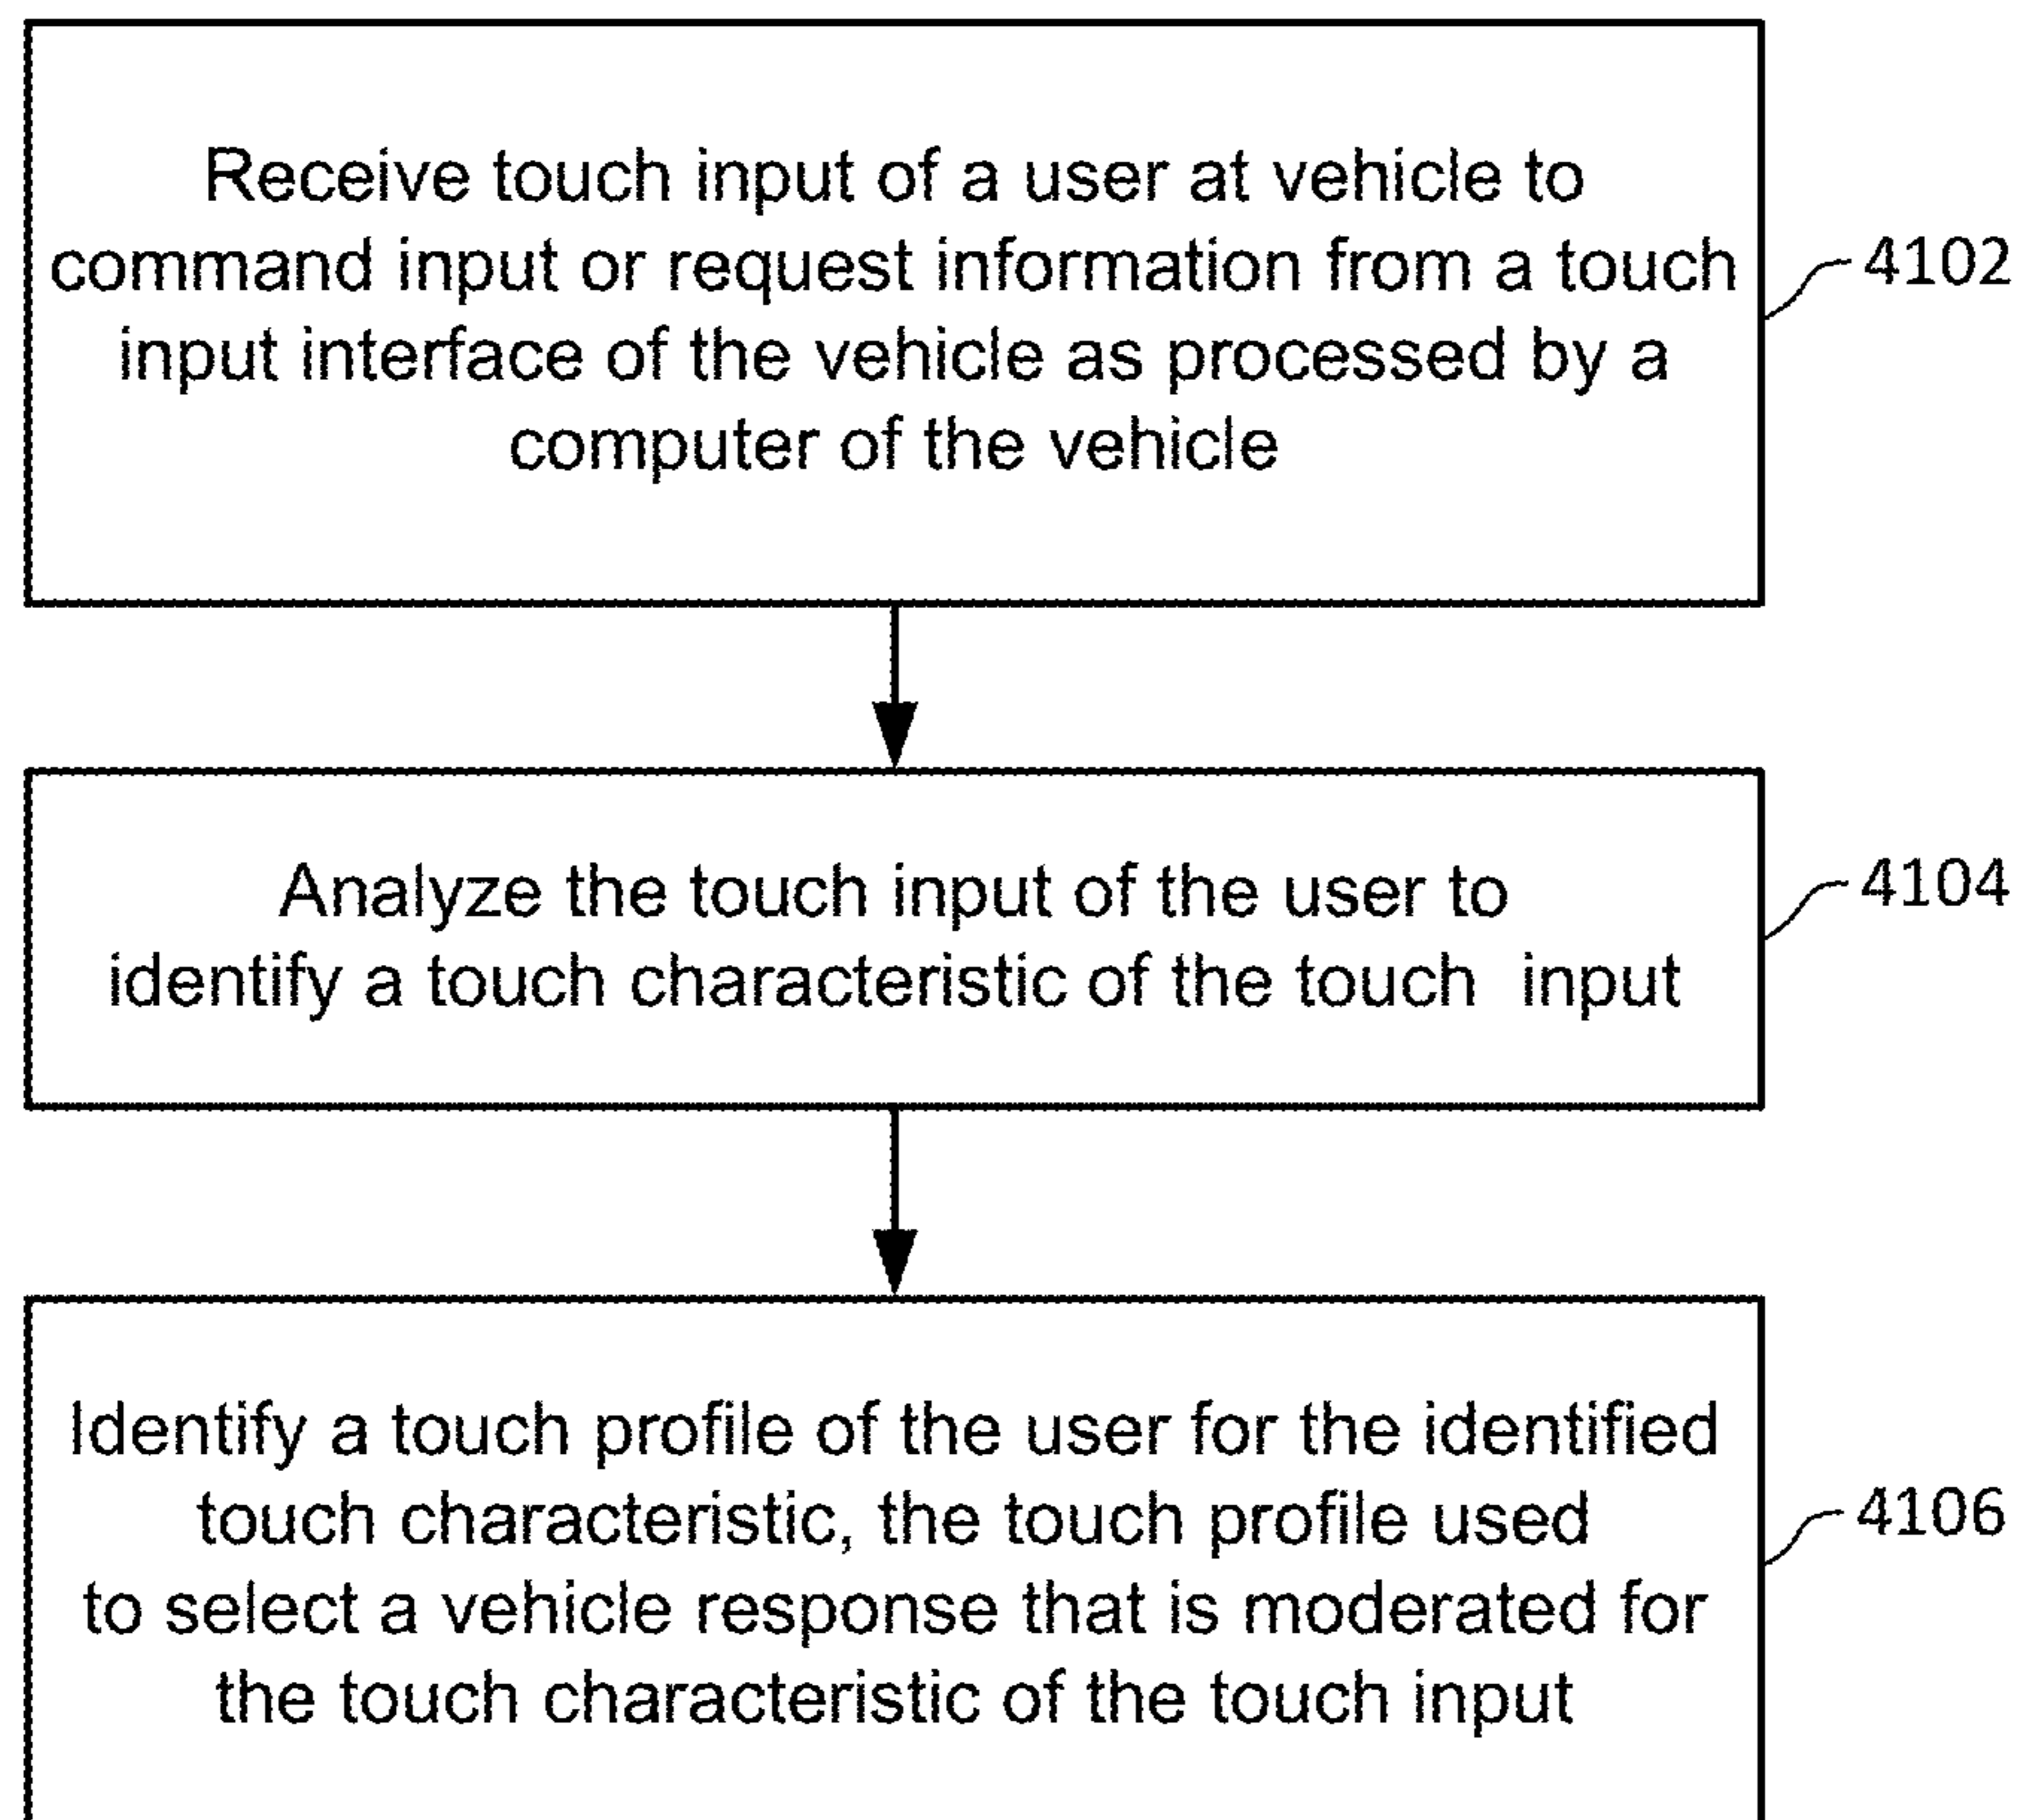 Receive touch input of a user at vehicle to
command input or request information from a touch
input interface of the vehicle as processed by a
computer of the vehicle
4102
Analyze the touch input of the user to
identify a touch characteristic of the touch input
4104
Identify a touch profile of the user for the identified
touch characteristic, the touch profile used
to select a vehicle response that is moderated for
the touch characteristic of the touch input
4106